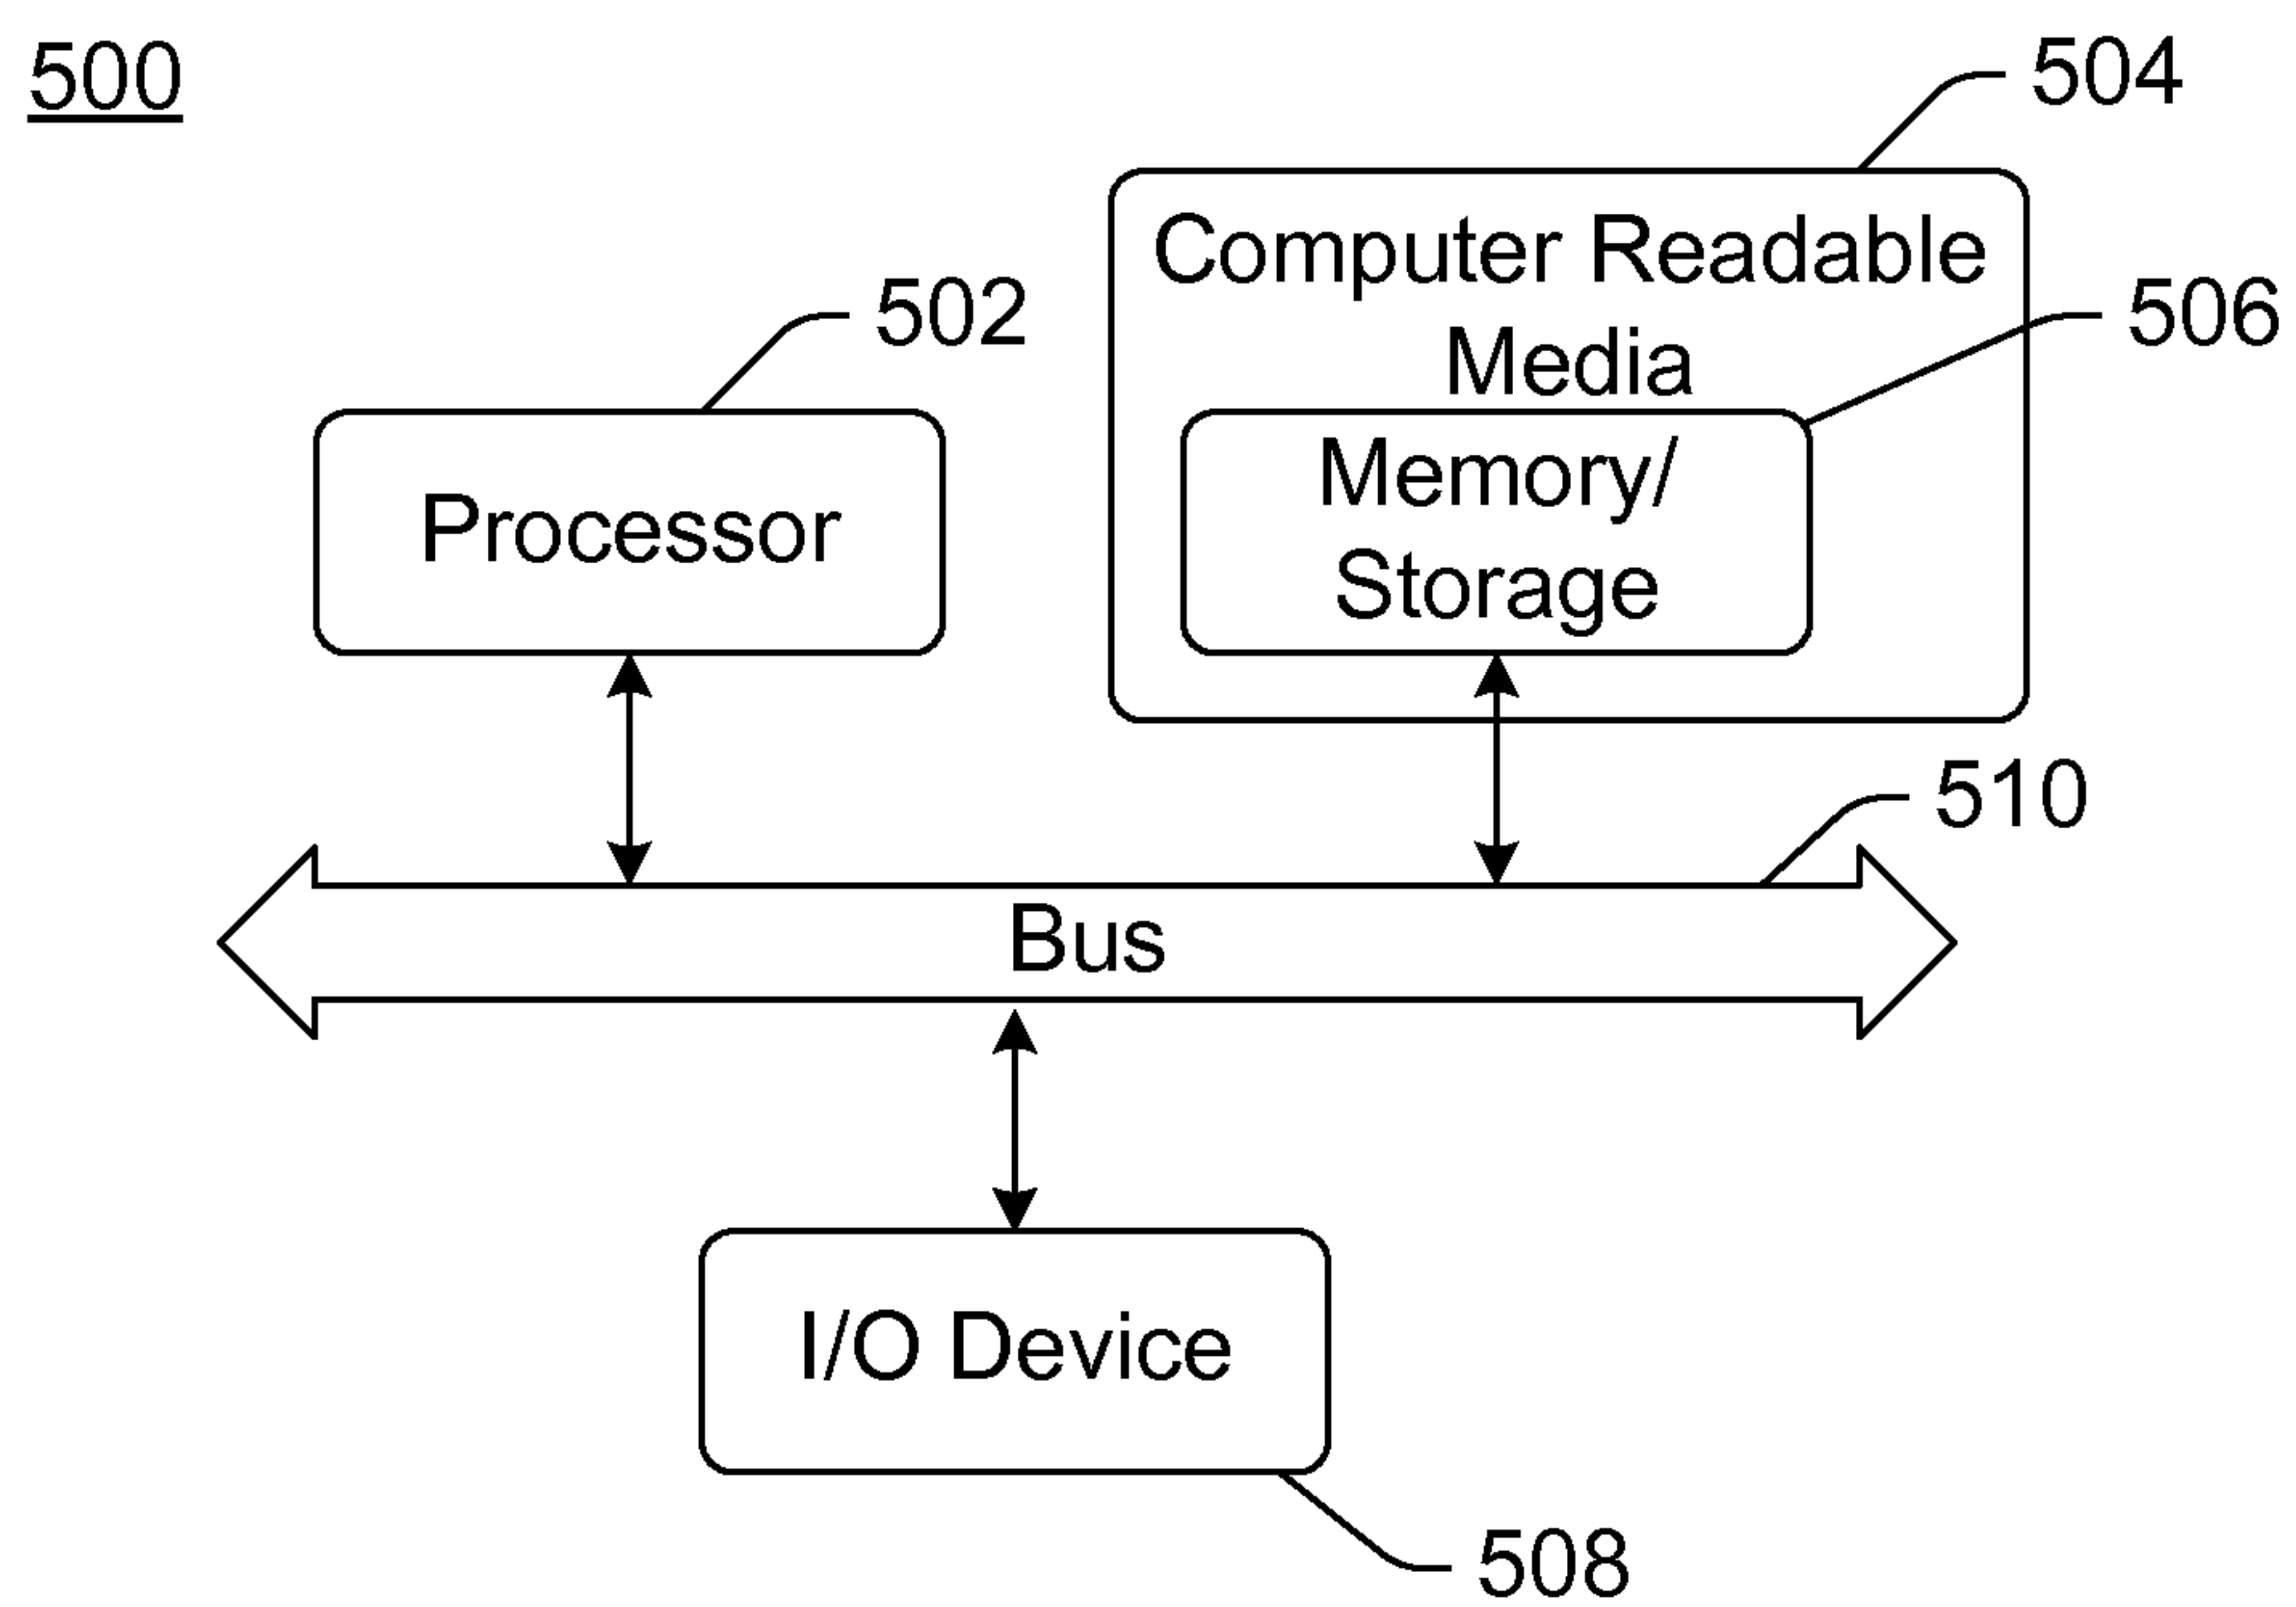 500
504
Computer Readable
Media
502
506
Processor
Memory/
Storage
510
Bus
I/O Device
508